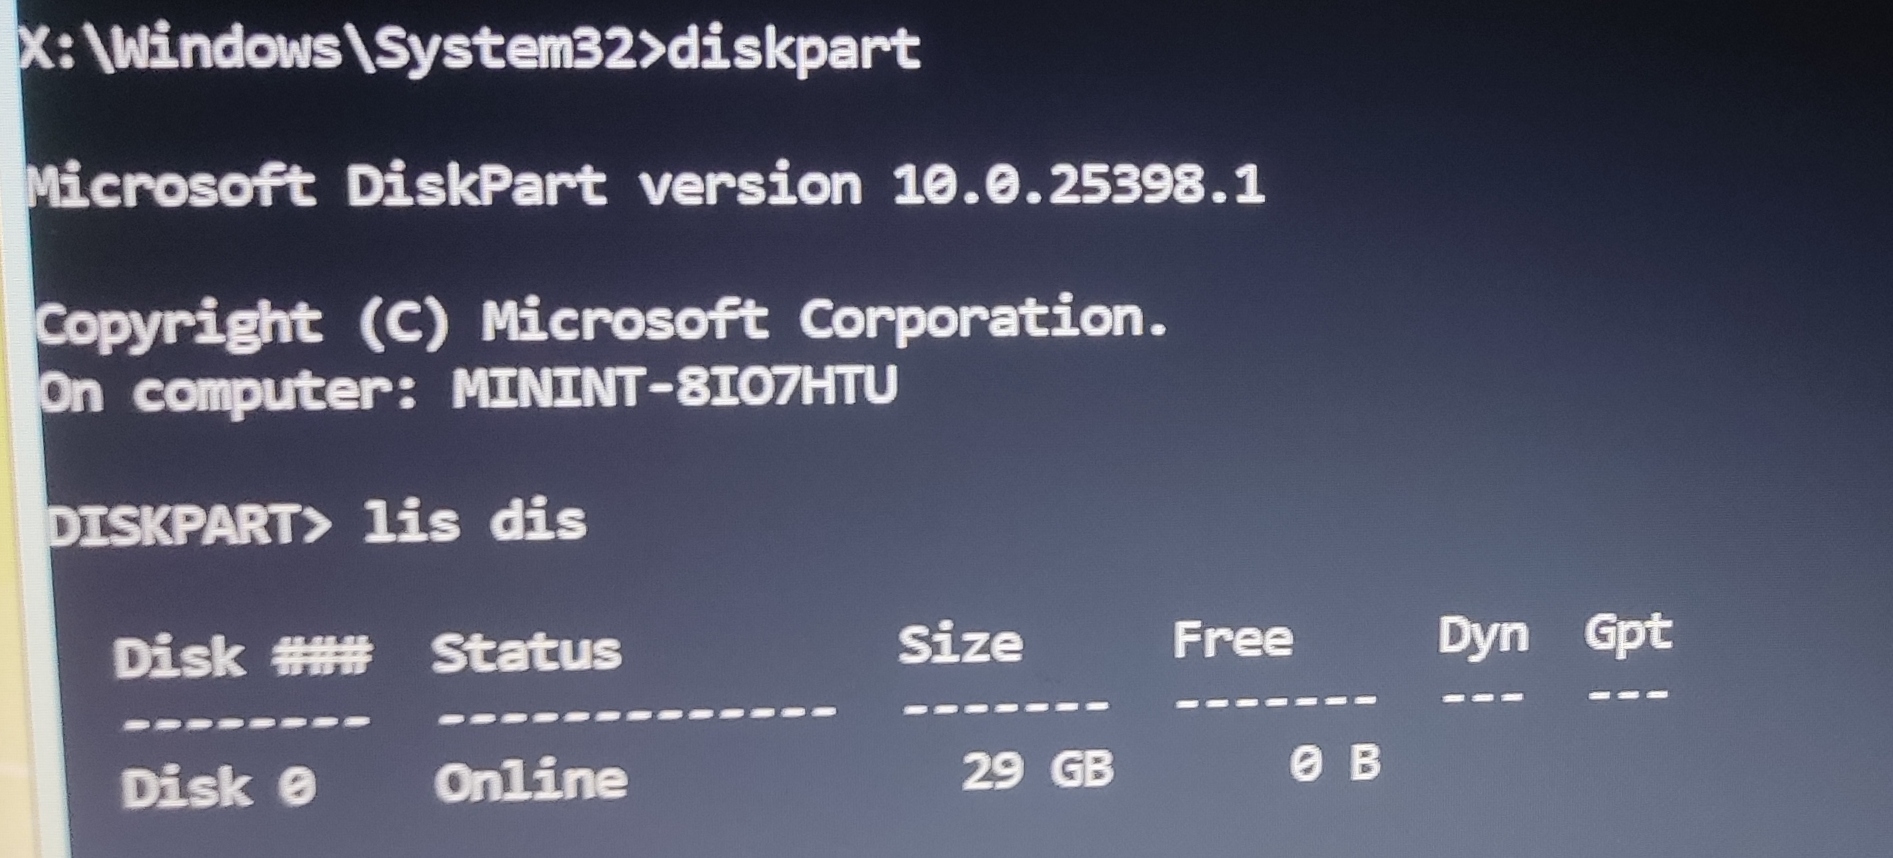 X:\Windows\System32>diskpart
Microsoft DiskPart version 10.0.25398.1
Copyright (C) Microsoft Corporation.
On computer: MININT-8IO7HTU
DISKPART> lis dis
Disk ###  Status         Size     Free     Dyn  Gpt
--------  -------------  -------  -------  ---  ---
Disk 0    Online           29 GB      0 B